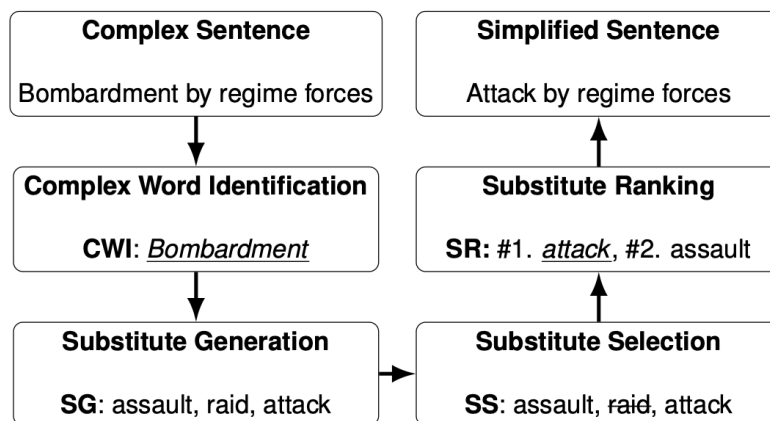 Complex Sentence
Bombardment by regime forces
Complex Word Identification
CWI: Bombardment
Substitute Generation
SG: assault, raid, attack
Substitute Selection
SS: assault, raid, attack
Substitute Ranking
SR: #1. attack, #2. assault
Simplified Sentence
Attack by regime forces